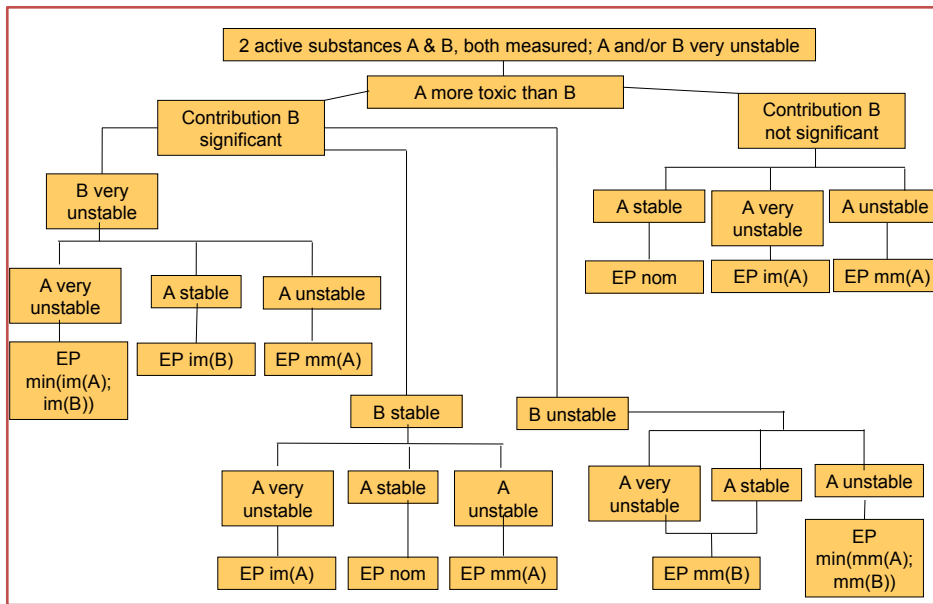 2 active substances A & B, both measured; A and/or B very unstable
A more toxic than B
Contribution B
significant
Contribution B
not significant
B very
unstable
A stable
A very
unstable
A unstable
EP nom
EP im(A)
EP mm(A)
A very
unstable
A stable
A unstable
EP
min(im(A);
im(B))
EP im(B)
EP mm(A)
B stable
B unstable
A very
unstable
A stable
A
unstable
EP im(A)
EP nom
EP mm(A)
A very
unstable
A stable
A unstable
EP mm(B)
EP
min(mm(A);
mm(B))